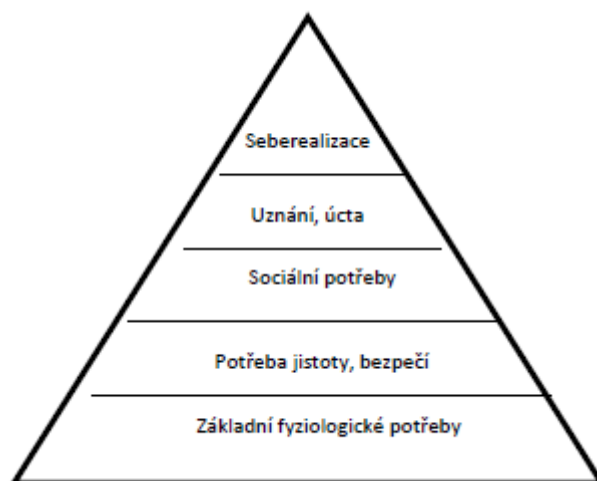 Seberealizace
Uznání, úcta
Sociální potřeby
Potřeba jistoty, bezpečí
Základní fyziologické potřeby